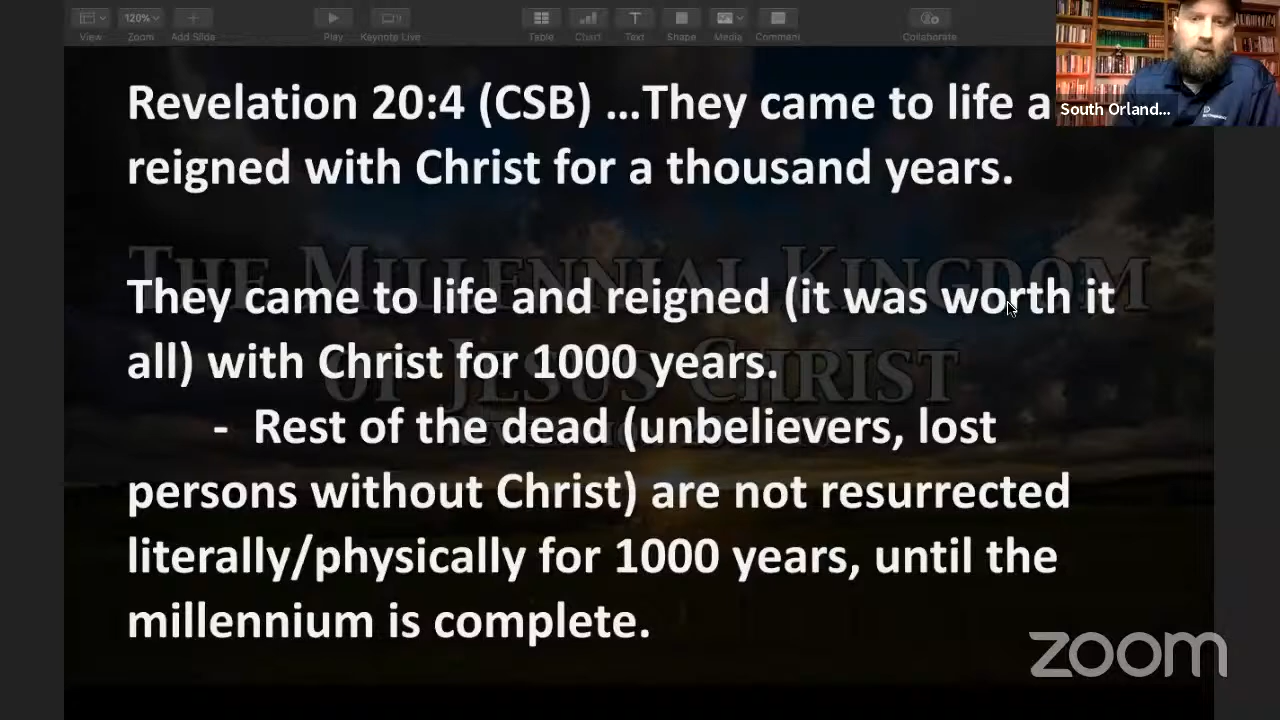 120%
View
Zoom
Add Slide
Play
Keynote Live
Table
Chart
Text
Shape
Media
Comment
Collaborate
South Orland...
Revelation 20:4 (CSB) ...They came to life a
reigned with Christ for a thousand years.
The Millennial Kingdom
of Jesus Christ
They came to life and reigned (it was worth it
all) with Christ for 1000 years.
- Rest of the dead (unbelievers, lost
persons without Christ) are not resurrected
literally/physically for 1000 years, until the
millennium is complete.
zoom